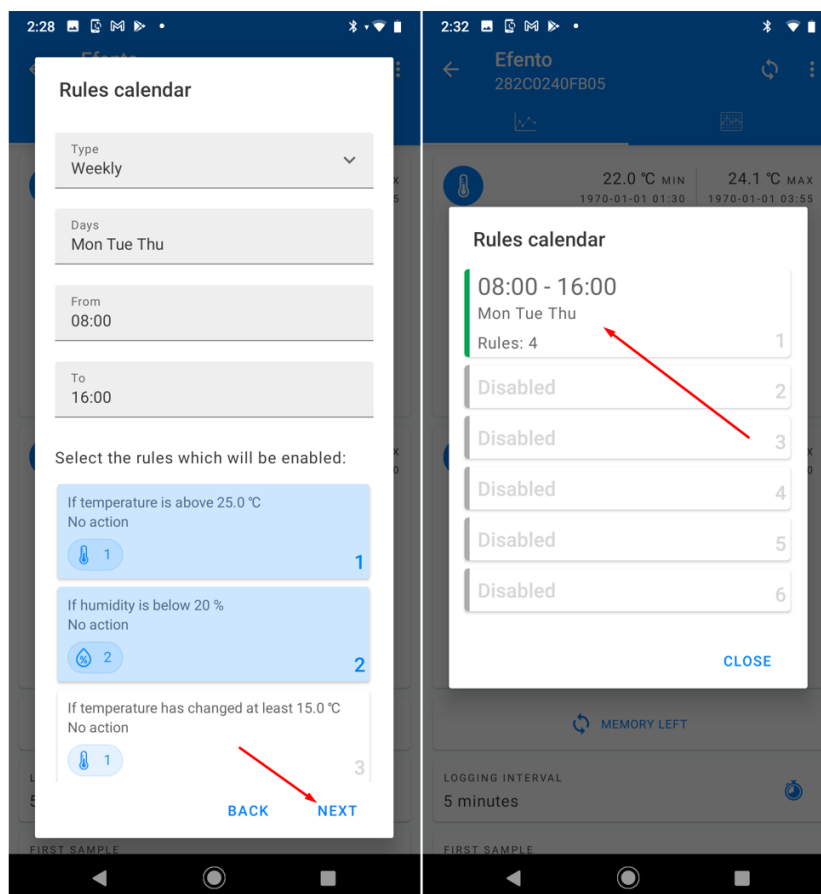 2:28
Rules calendar
Type
Weekly
Days
Mon Tue Thu
From
08:00
To
16:00
Select the rules which will be enabled:
If temperature is above 25.0 °C
No action
1
1
If humidity is below 20 %
No action
% 2
2
If temperature has changed at least 15.0 °C
No action
1
3
BACK NEXT
FIRST SAMPLE
2:32
Efento
282C0240FB05
22.0 °C MIN 24.1 °C MAX
1970-01-01 01:30 1970-01-01 03:55
Rules calendar
08:00 - 16:00
Mon Tue Thu
Rules: 4
1
Disabled
2
Disabled
3
Disabled
4
Disabled
5
Disabled
6
CLOSE
MEMORY LEFT
LOGGING INTERVAL
5 minutes
FIRST SAMPLE